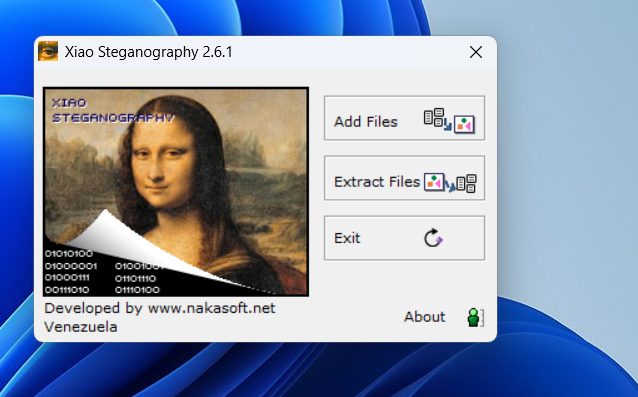 Xiao Steganography 2.6.1
XIAO
STEGANOGRAPHY
Add Files
Extract Files
Exit
01010100
01000001 01001001
01000111 01101110
00111010 01110100
Developed by www.nakasoft.net
Venezuela
About